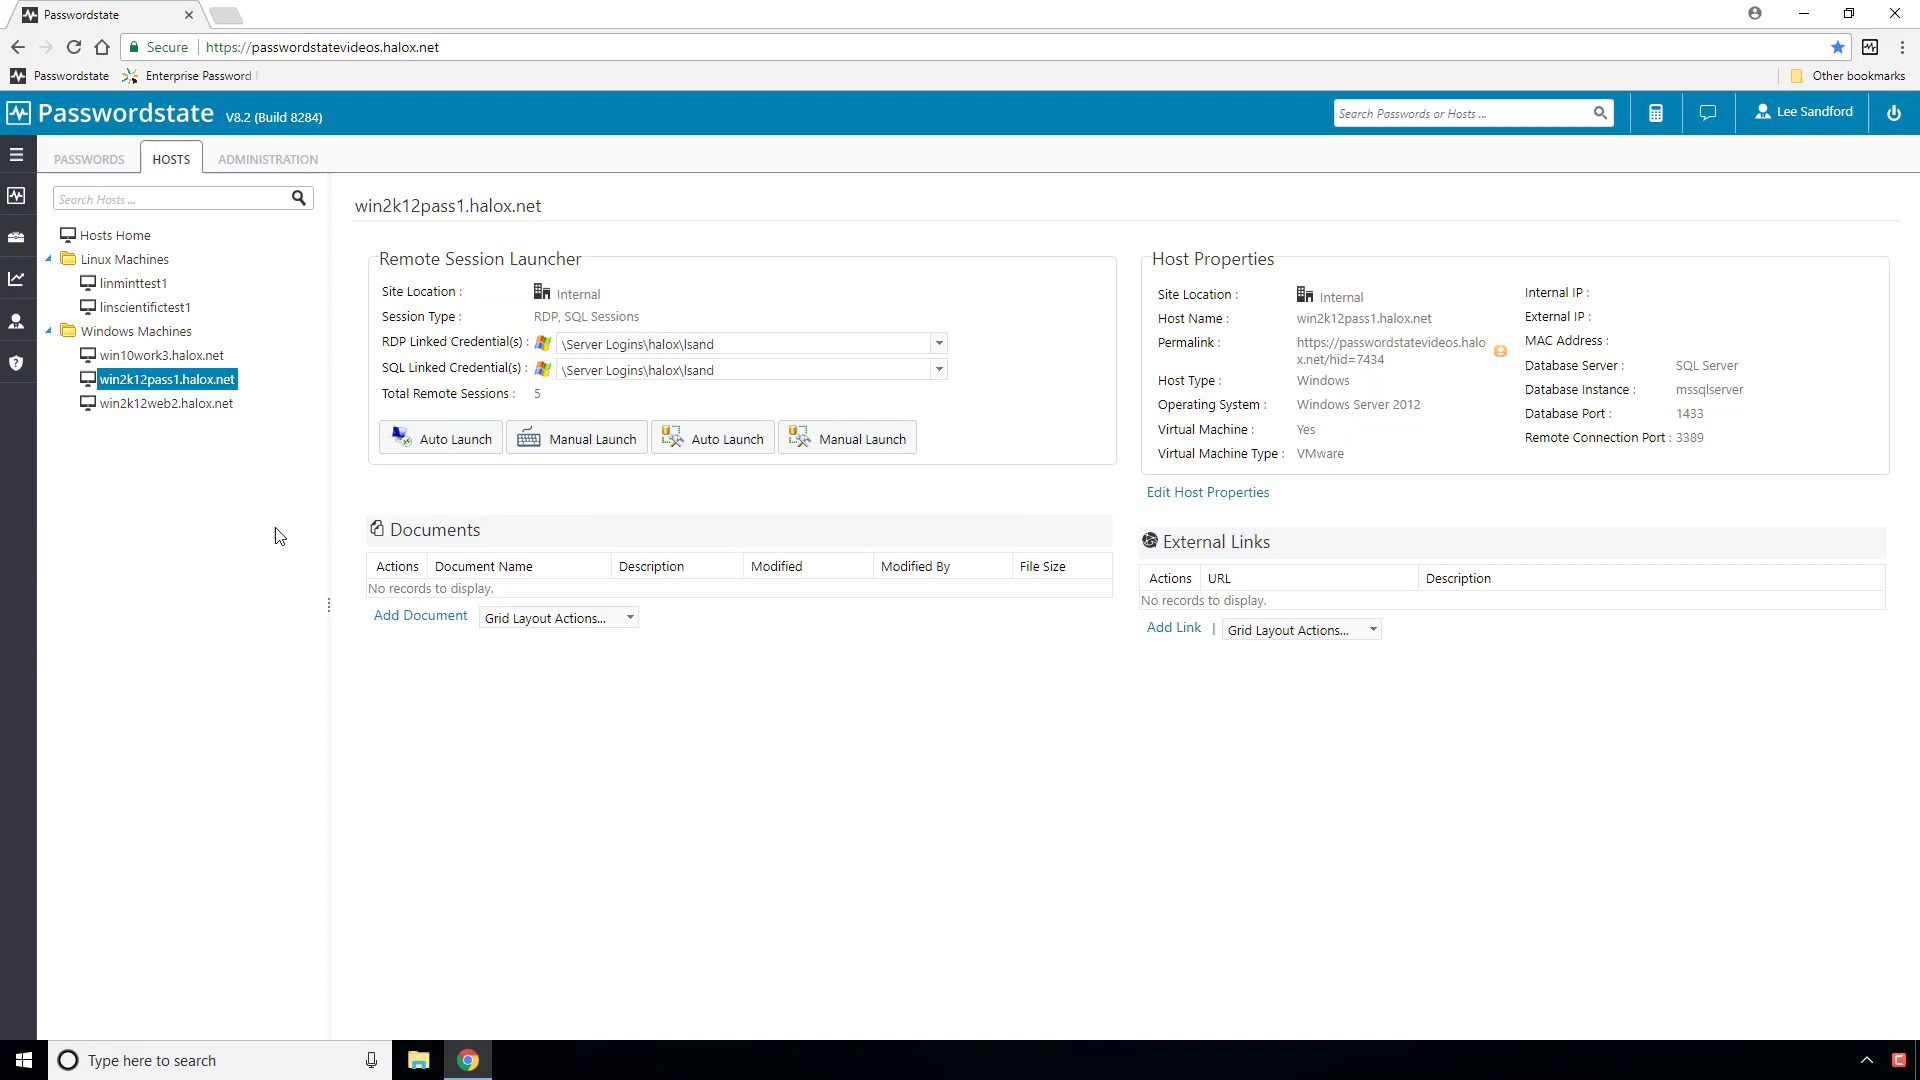 Passwordstate
Secure https://passwordstatevideos.halox.net
Passwordstate Enterprise Password Other bookmarks
Passwordstate V8.2 (Build 8284) Search Passwords or Hosts ... Lee Sandford
PASSWORDS HOSTS ADMINISTRATION
Search Hosts ...
Hosts Home
Linux Machines
linminttest1
linscientifictest1
Windows Machines
win10work3.halox.net
win2k12pass1.halox.net
win2k12web2.halox.net
win2k12pass1.halox.net
Remote Session Launcher
Site Location : Internal
Session Type : RDP, SQL Sessions
RDP Linked Credential(s) : \Server Logins\halox\lsand
SQL Linked Credential(s) : \Server Logins\halox\lsand
Total Remote Sessions : 5
Auto Launch Manual Launch Auto Launch Manual Launch
Host Properties
Site Location : Internal
Host Name : win2k12pass1.halox.net
Permalink : https://passwordstatevideos.halo
x.net/hid=7434
Host Type : Windows
Operating System : Windows Server 2012
Virtual Machine : Yes
Virtual Machine Type : VMware
Internal IP :
External IP :
MAC Address :
Database Server : SQL Server
Database Instance : mssqlserver
Database Port : 1433
Remote Connection Port : 3389
Edit Host Properties
Documents
Actions Document Name Description Modified Modified By File Size
No records to display.
Add Document Grid Layout Actions...
External Links
Actions URL Description
No records to display.
Add Link | Grid Layout Actions...
Type here to search